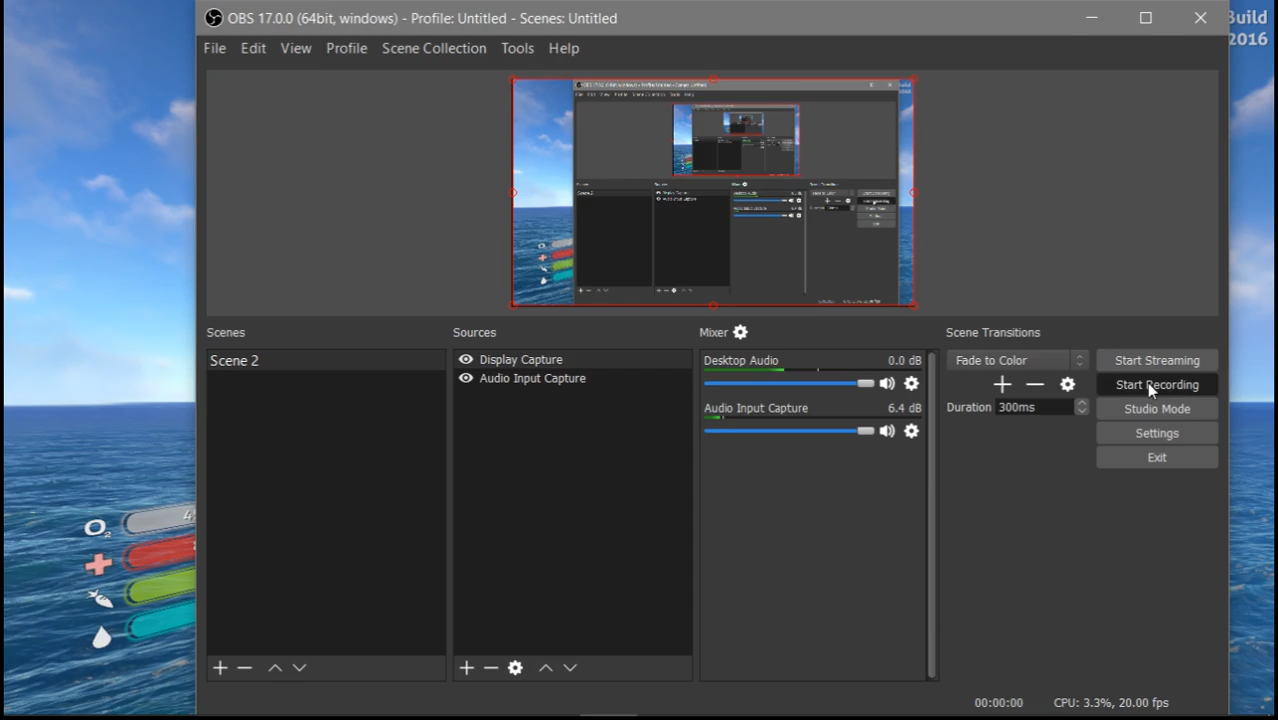 OBS 17.0.0 (64bit, windows) - Profile: Untitled - Scenes: Untitled
Build
2016
File Edit View Profile Scene Collection Tools Help
Scenes
Scene 2
Sources
Display Capture
Audio Input Capture
Mixer
Desktop Audio 0.0 dB
Audio Input Capture 6.4 dB
Scene Transitions
Fade to Color
Duration 300ms
Start Streaming
Start Recording
Studio Mode
Settings
Exit
O₂
00:00:00 CPU: 3.3%, 20.00 fps